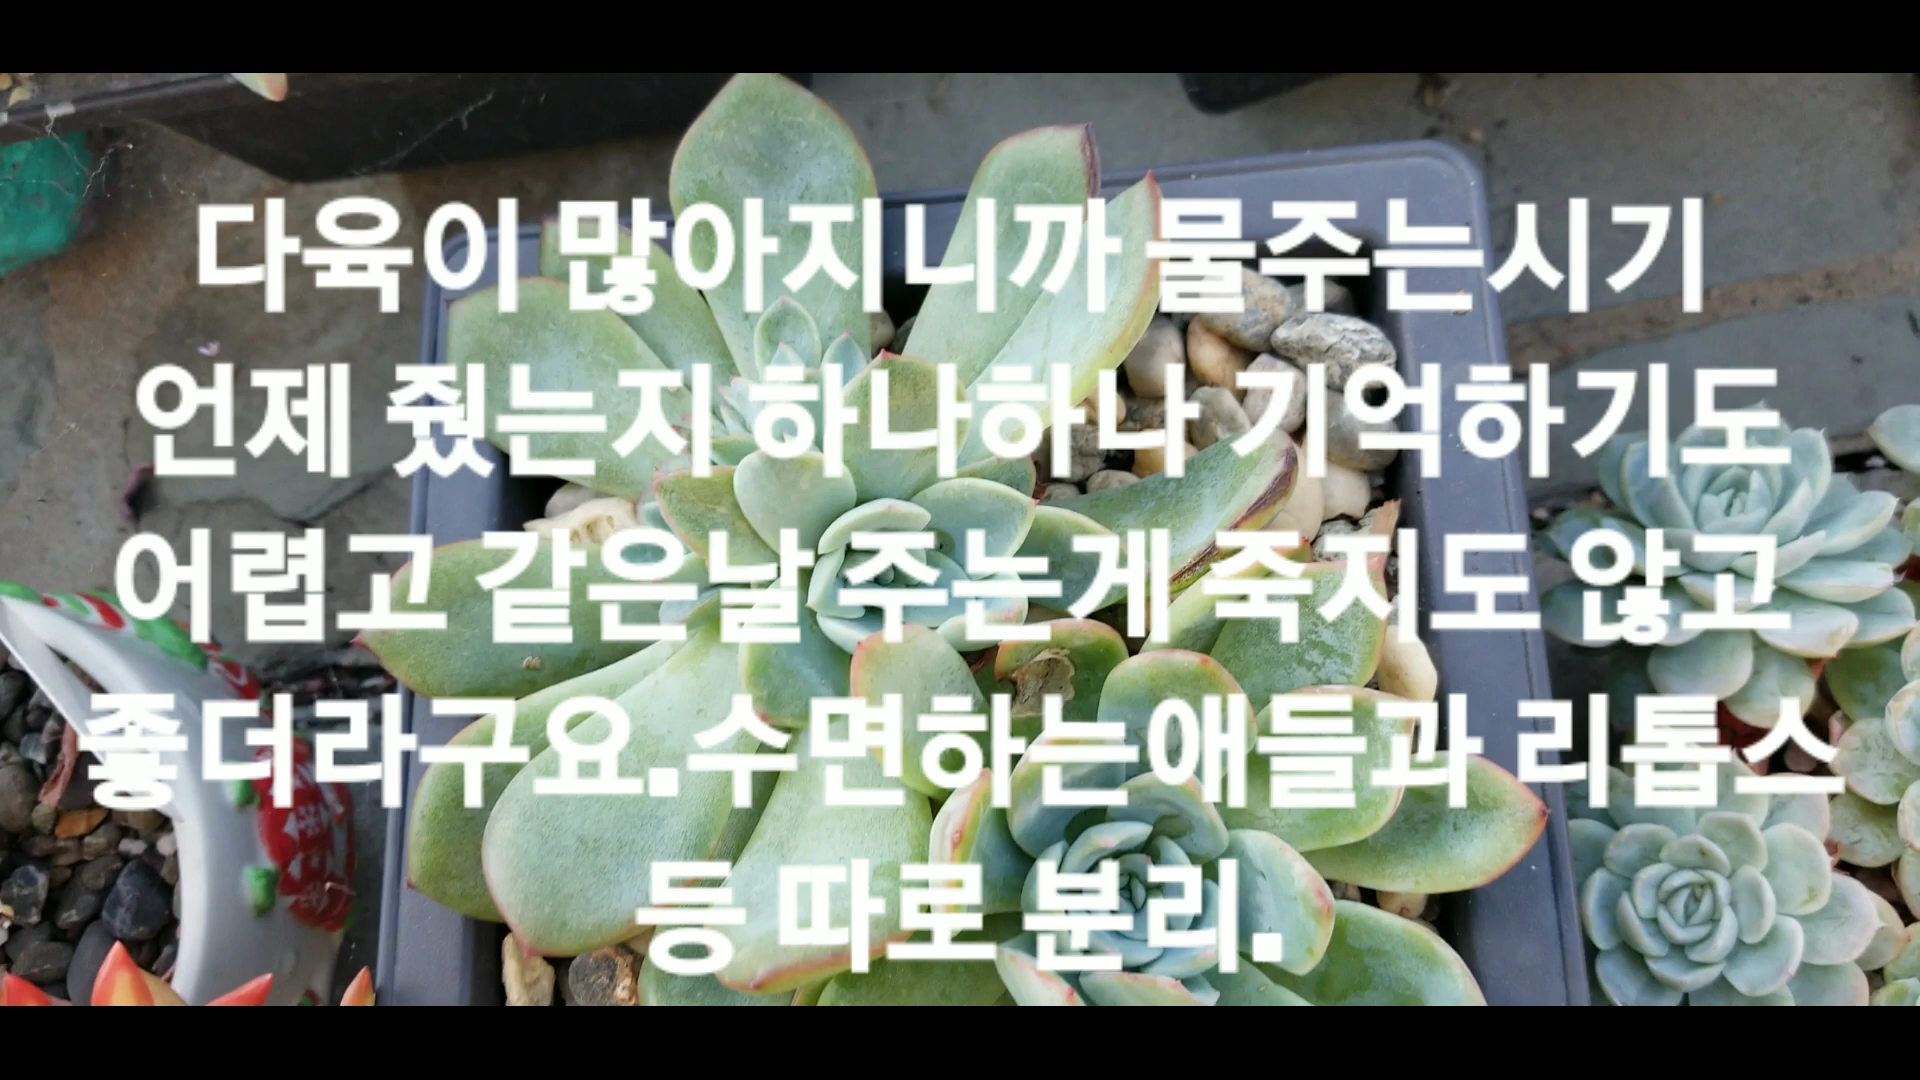 다육이 많아지니까 물주는시기
언제 줬는지 하나하나 기억하기도
어렵고 같은날 주는게 죽지도 않고
좋더라구요.수면하는애들과 리톱스
등 따로 분리.